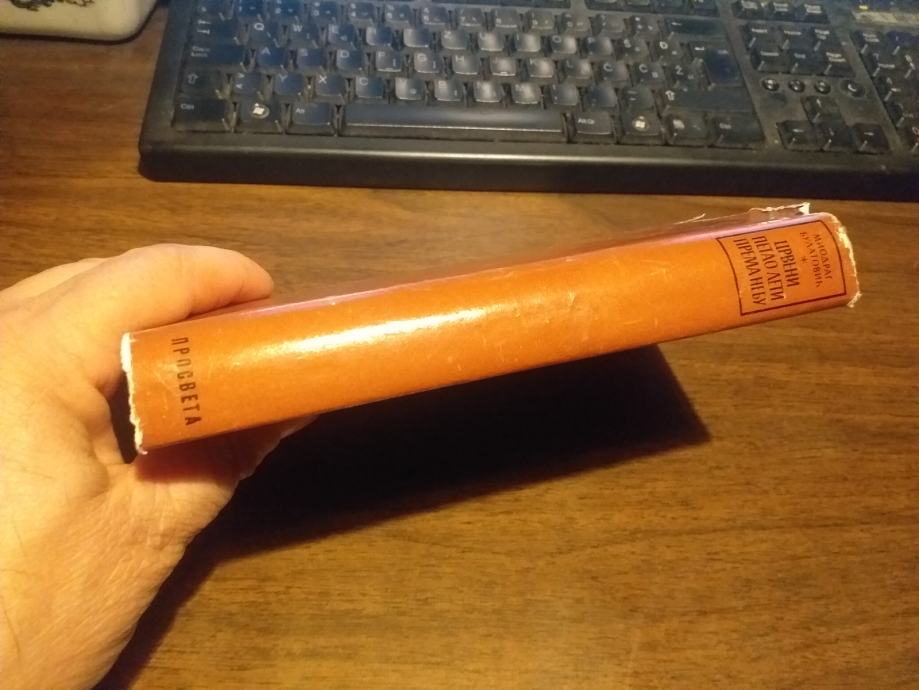 МИОДРАГ
БУЛАТОВИЋ
*
ЦРВЕНИ
ПЕТАО ЛЕТИ
ПРЕМА НЕБУ
ПРОСВЕТА